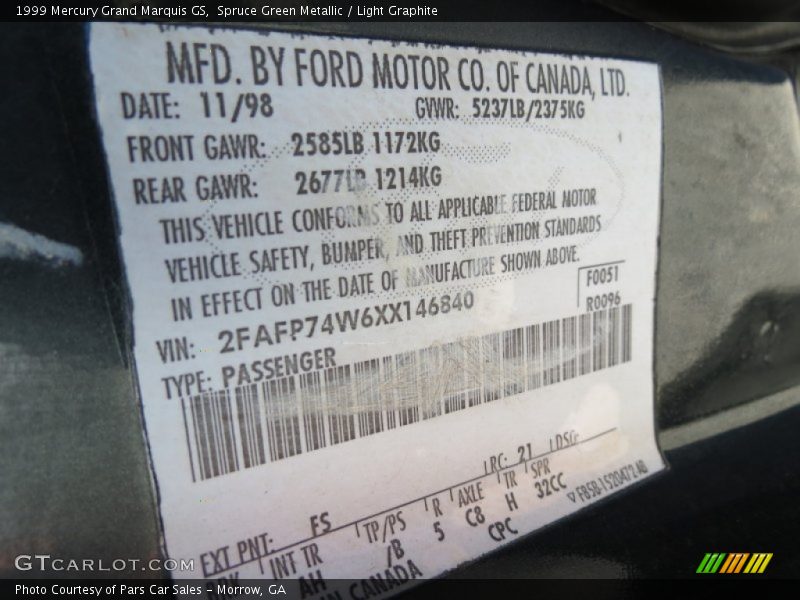 1999 Mercury Grand Marquis GS,  Spruce Green Metallic / Light Graphite
MFD. BY FORD MOTOR CO. OF CANADA, LTD.
DATE: 11/98 GVWR: 5237LB/2375KG
FRONT GAWR: 2585LB 1172KG
REAR GAWR: 2677LB 1214KG
THIS VEHICLE CONFORMS TO ALL APPLICABLE FEDERAL MOTOR
VEHICLE SAFETY, BUMPER, AND THEFT PREVENTION STANDARDS
IN EFFECT ON THE DATE OF MANUFACTURE SHOWN ABOVE.
F0051
R0096
VIN: 2FAFP74W6XX146840
TYPE: PASSENGER
LRC: 21 DSO:
EXT PNT: FS
INT TR TP/PS R AXLE TR SPR
AH /B 5 C8 H 32CC
CPC
CANADA
GTCARLOT.COM
Photo Courtesy of Pars Car Sales - Morrow, GA